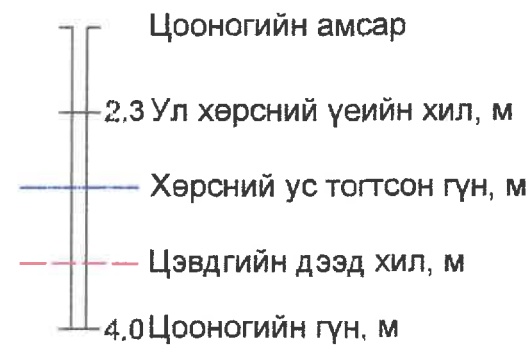 Цооногийн амсар
2.3 Ул хөрсний үеийн хил, м
Хөрсний ус тогтсон гүн, м
Цэвдгийн дээд хил, м
4.0 Цооногийн гүн, м